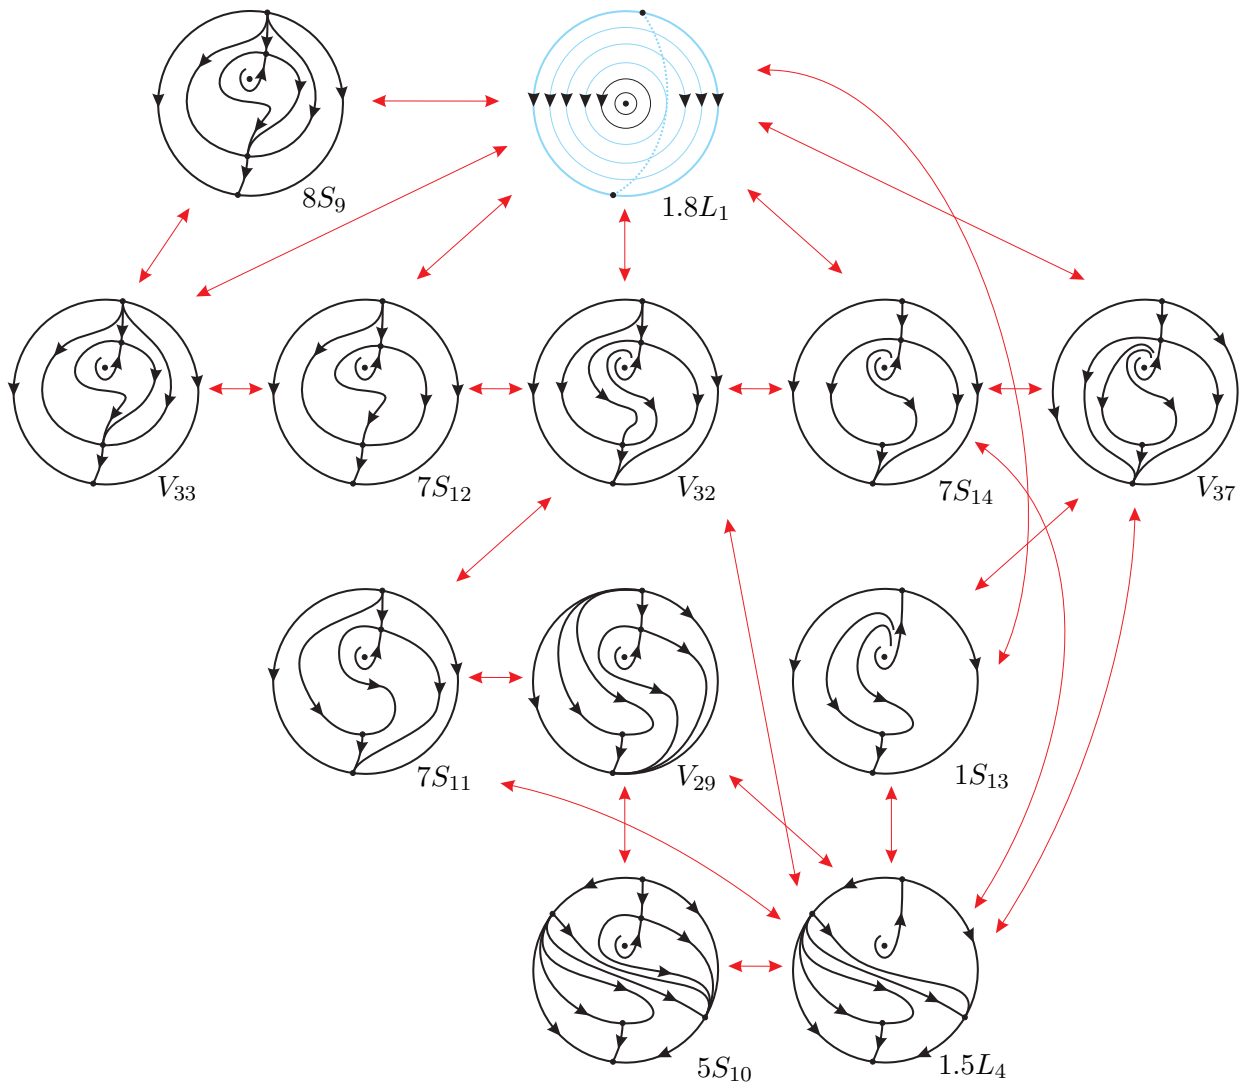 8S₉
1.8L₁
V₃₃
7S₁₂
V₃₂
7S₁₄
V₃₇
7S₁₁
V₂₉
1S₁₃
5S₁₀
1.5L₄